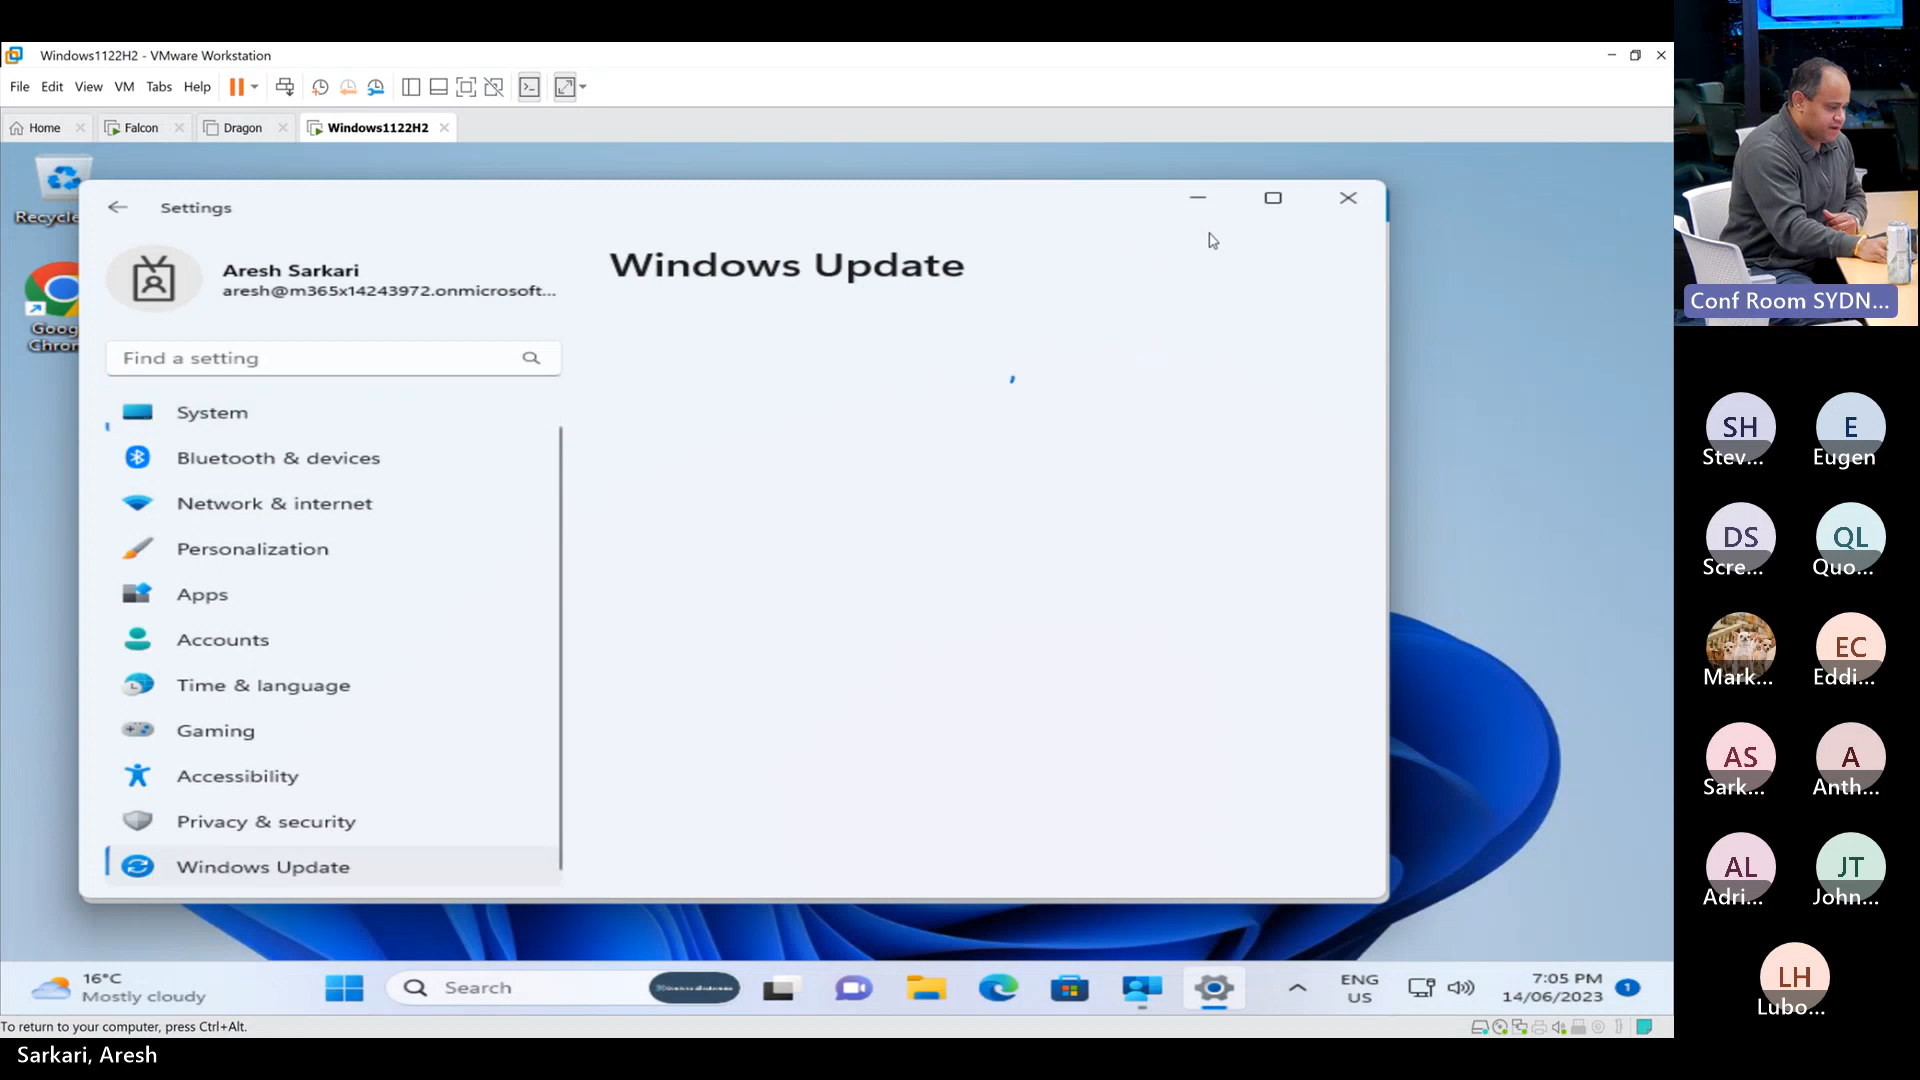 Windows1122H2 - VMware Workstation
File Edit View VM Tabs Help
Home Falcon Dragon Windows1122H2
Recycle
Goog
Chron
Settings
Aresh Sarkari
aresh@m365x14243972.onmicrosoft...
Find a setting
System
Bluetooth & devices
Network & internet
Personalization
Apps
Accounts
Time & language
Gaming
Accessibility
Privacy & security
Windows Update
Windows Update
16°C
Mostly cloudy
Search
ENG
US
7:05 PM
14/06/2023
1
To return to your computer, press Ctrl+Alt.
Sarkari, Aresh
Conf Room SYDN...
SH
Stev...
E
Eugen
DS
Scre...
QL
Quo...
Mark...
EC
Eddi...
AS
Sark...
A
Anth...
AL
Adri...
JT
John...
LH
Lubo...